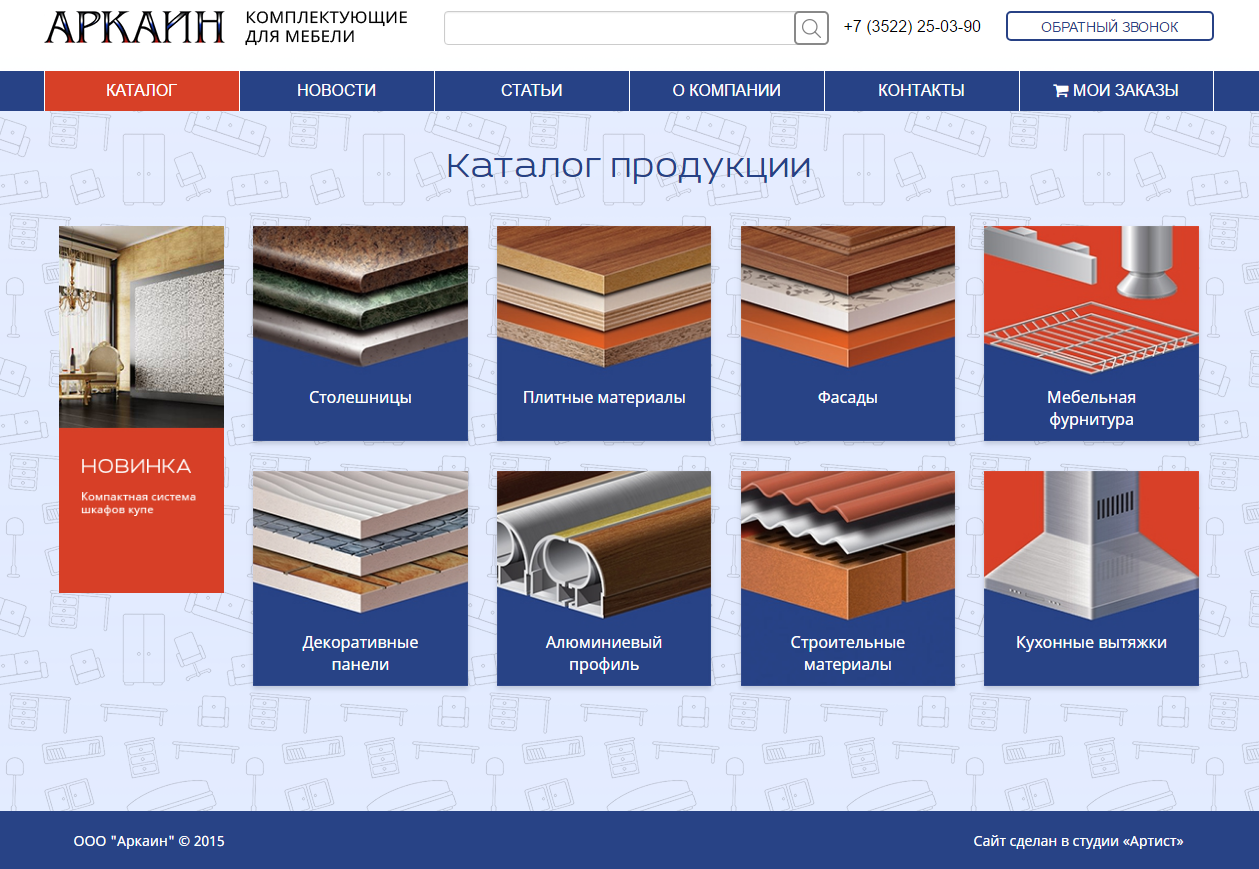 АРКАИН
КОМПЛЕКТУЮЩИЕ
ДЛЯ МЕБЕЛИ
+7 (3522) 25-03-90
ОБРАТНЫЙ ЗВОНОК
КАТАЛОГ
НОВОСТИ
СТАТЬИ
О КОМПАНИИ
КОНТАКТЫ
МОИ ЗАКАЗЫ
Каталог продукции
НОВИНКА
Компактная система
шкафов купе
Столешницы
Плитные материалы
Фасады
Мебельная
фурнитура
Декоративные
панели
Алюминиевый
профиль
Строительные
материалы
Кухонные вытяжки
ООО "Аркаин" © 2015
Сайт сделан в студии «Артист»